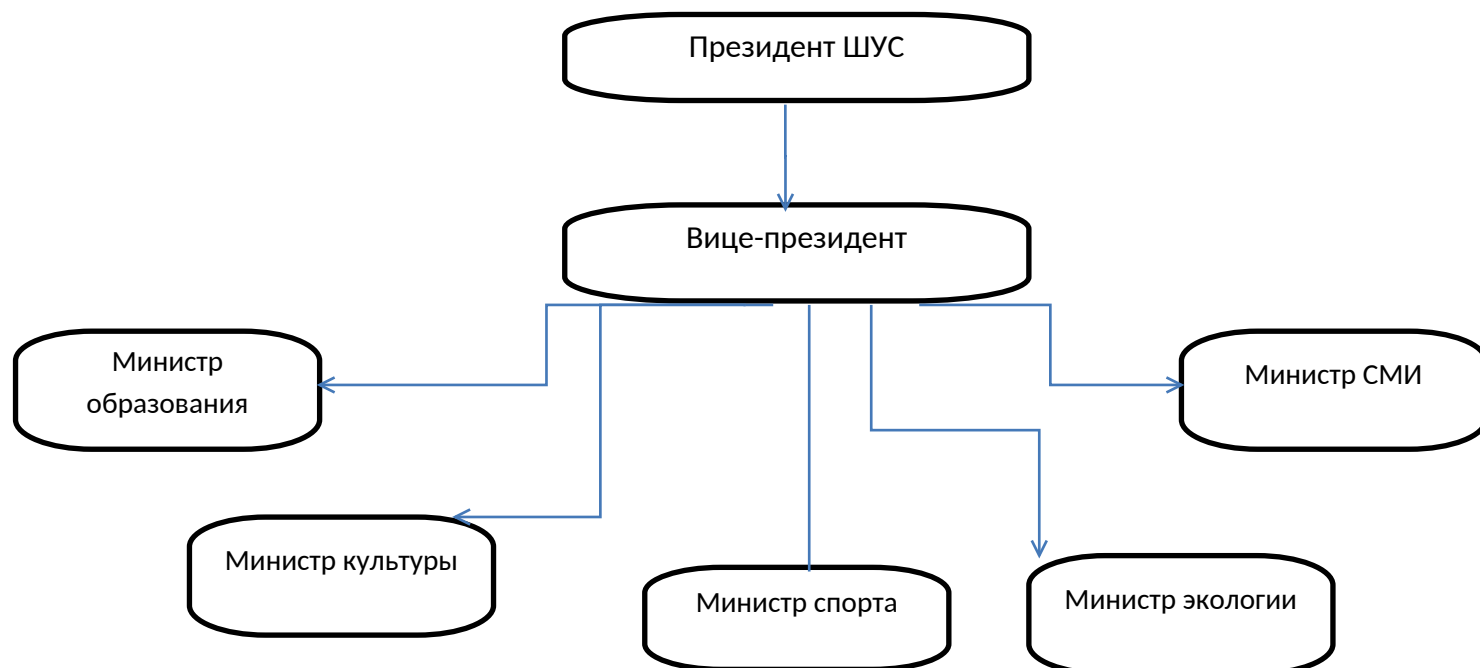 Президент ШУС
Вице-президент
Министр
образования
Министр СМИ
Министр культуры
Министр спорта
Министр экологии